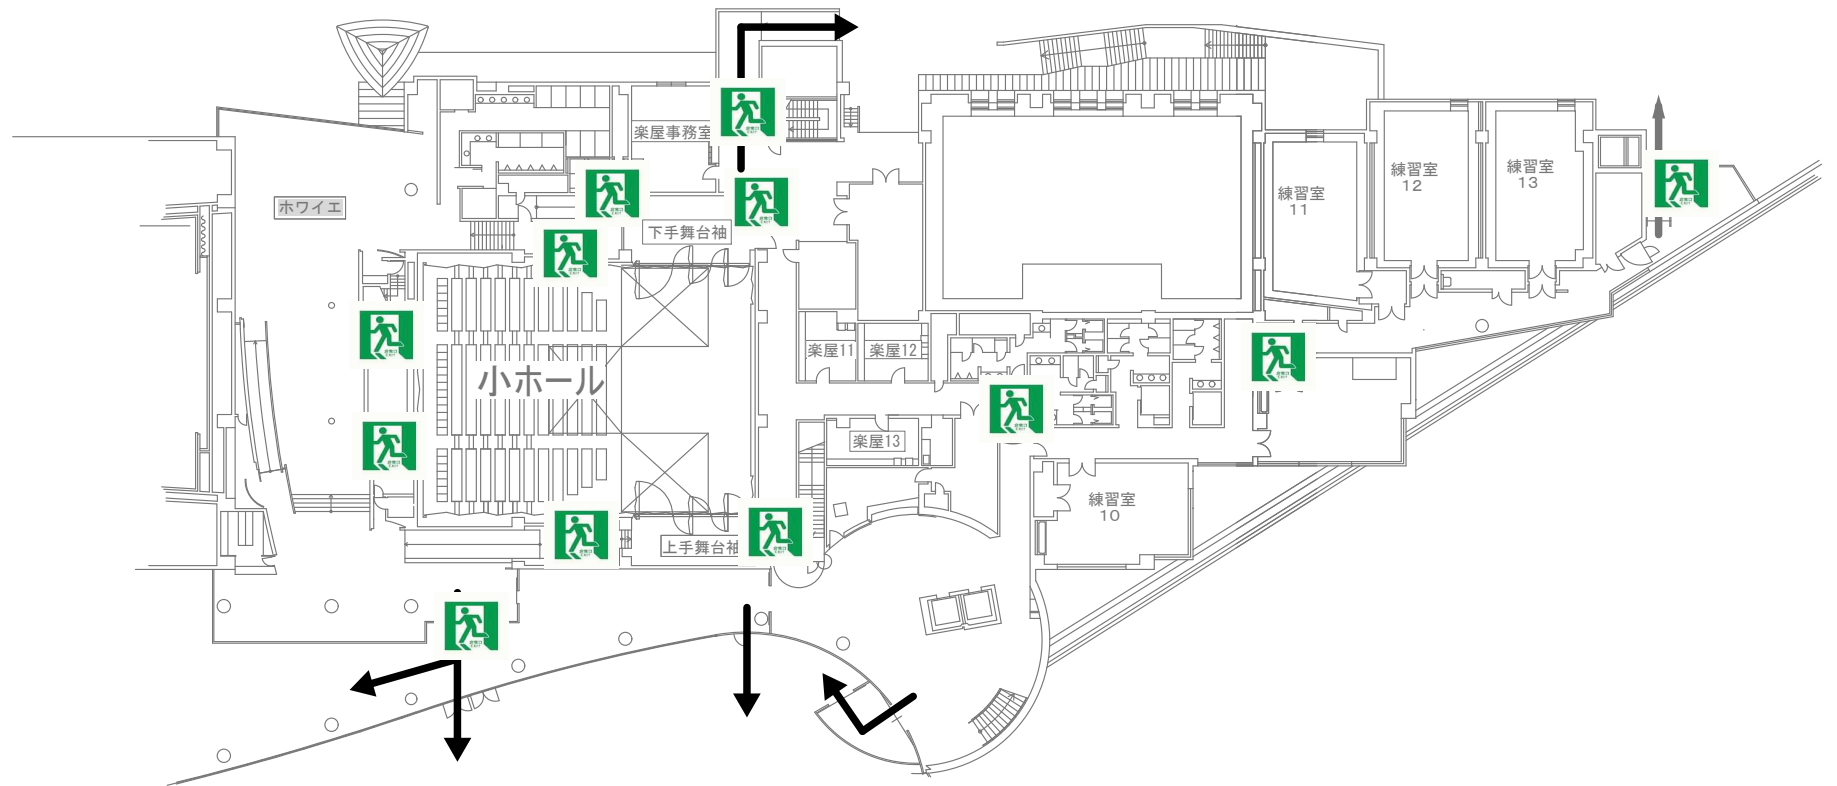 楽屋事務室
練習室
12
練習室
13
練習室
11
ホワイエ
下手舞台袖
楽屋11
楽屋12
小ホール
楽屋13
練習室
10
上手舞台袖